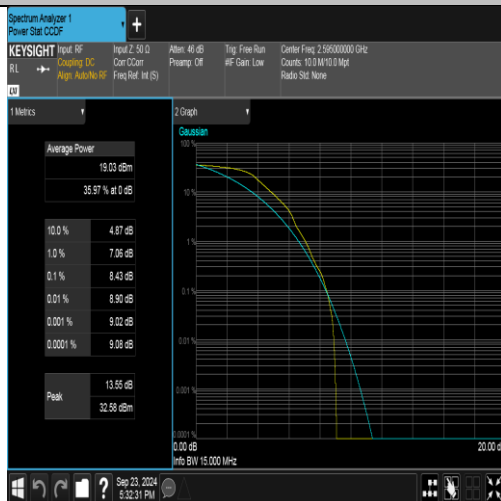 Spectrum Analyzer 1
Power Stat CCDF
KEYSIGHT
Input: RF
Input Z: 50 Ω
Atten: 46 dB
Trig: Free Run
Center Freq: 2.595000000 GHz
RL
Coupling: DC
Corr CCorr
Preamp: Off
#IF Gain: Low
Counts: 10.0 M/10.0 Mpt
Align: Auto/No RF
Freq Ref: Int (S)
Radio Std: None
LXI
1 Metrics
2 Graph
Gaussian
Average Power
19.03 dBm
35.97 % at 0 dB
10.0 % 4.87 dB
1.0 % 7.06 dB
0.1 % 8.43 dB
0.01 % 8.90 dB
0.001 % 9.02 dB
0.0001 % 9.08 dB
Peak
13.55 dB
32.58 dBm
100 %
10 %
1 %
0.1 %
0.01 %
0.001 %
0.0001 %
0.00 dB
20.00 d
Info BW 15.000 MHz
?
Sep 23, 2024
5:32:31 PM